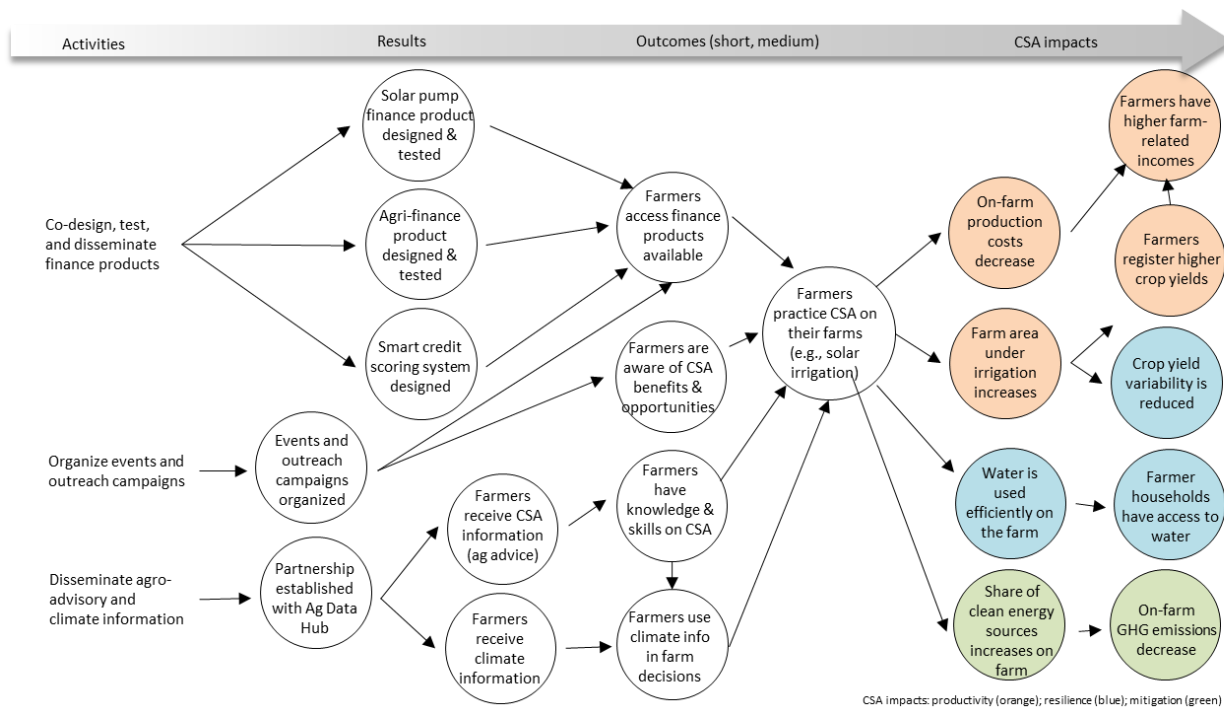 Activities
Results
Outcomes (short, medium)
CSA impacts
Co-design, test,
and disseminate
finance products
Organize events and
outreach campaigns
Disseminate agro-
advisory and
climate information
Solar pump
finance product
designed &
tested
Agri-finance
product
designed &
tested
Smart credit
scoring system
designed
Events and
outreach
campaigns
organized
Partnership
established
with Ag Data
Hub
Farmers
receive CSA
information
(ag advice)
Farmers
receive
climate
information
Farmers
access finance
products
available
Farmers are
aware of CSA
benefits &
opportunities
Farmers
have
knowledge &
skills on CSA
Farmers use
climate info
in farm
decisions
Farmers
practice CSA
on their farms
(e.g., solar
irrigation)
On-farm
production
costs
decrease
Farm area
under
irrigation
increases
Water is
used
efficiently on
the farm
Share of
clean energy
sources
increases on
farm
Farmers have
higher farm-
related
incomes
Farmers
register higher
crop yields
Crop yield
variability is
reduced
Farmer
households
have access to
water
On-farm
GHG emissions
decrease
CSA impacts: productivity (orange); resilience (blue); mitigation (green)